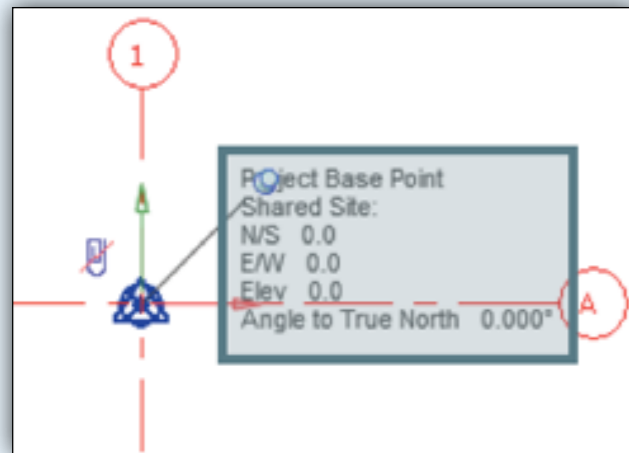 1
Project Base Point
Shared Site:
N/S 0.0
E/W 0.0
Elev 0.0
Angle to True North 0.000°
A